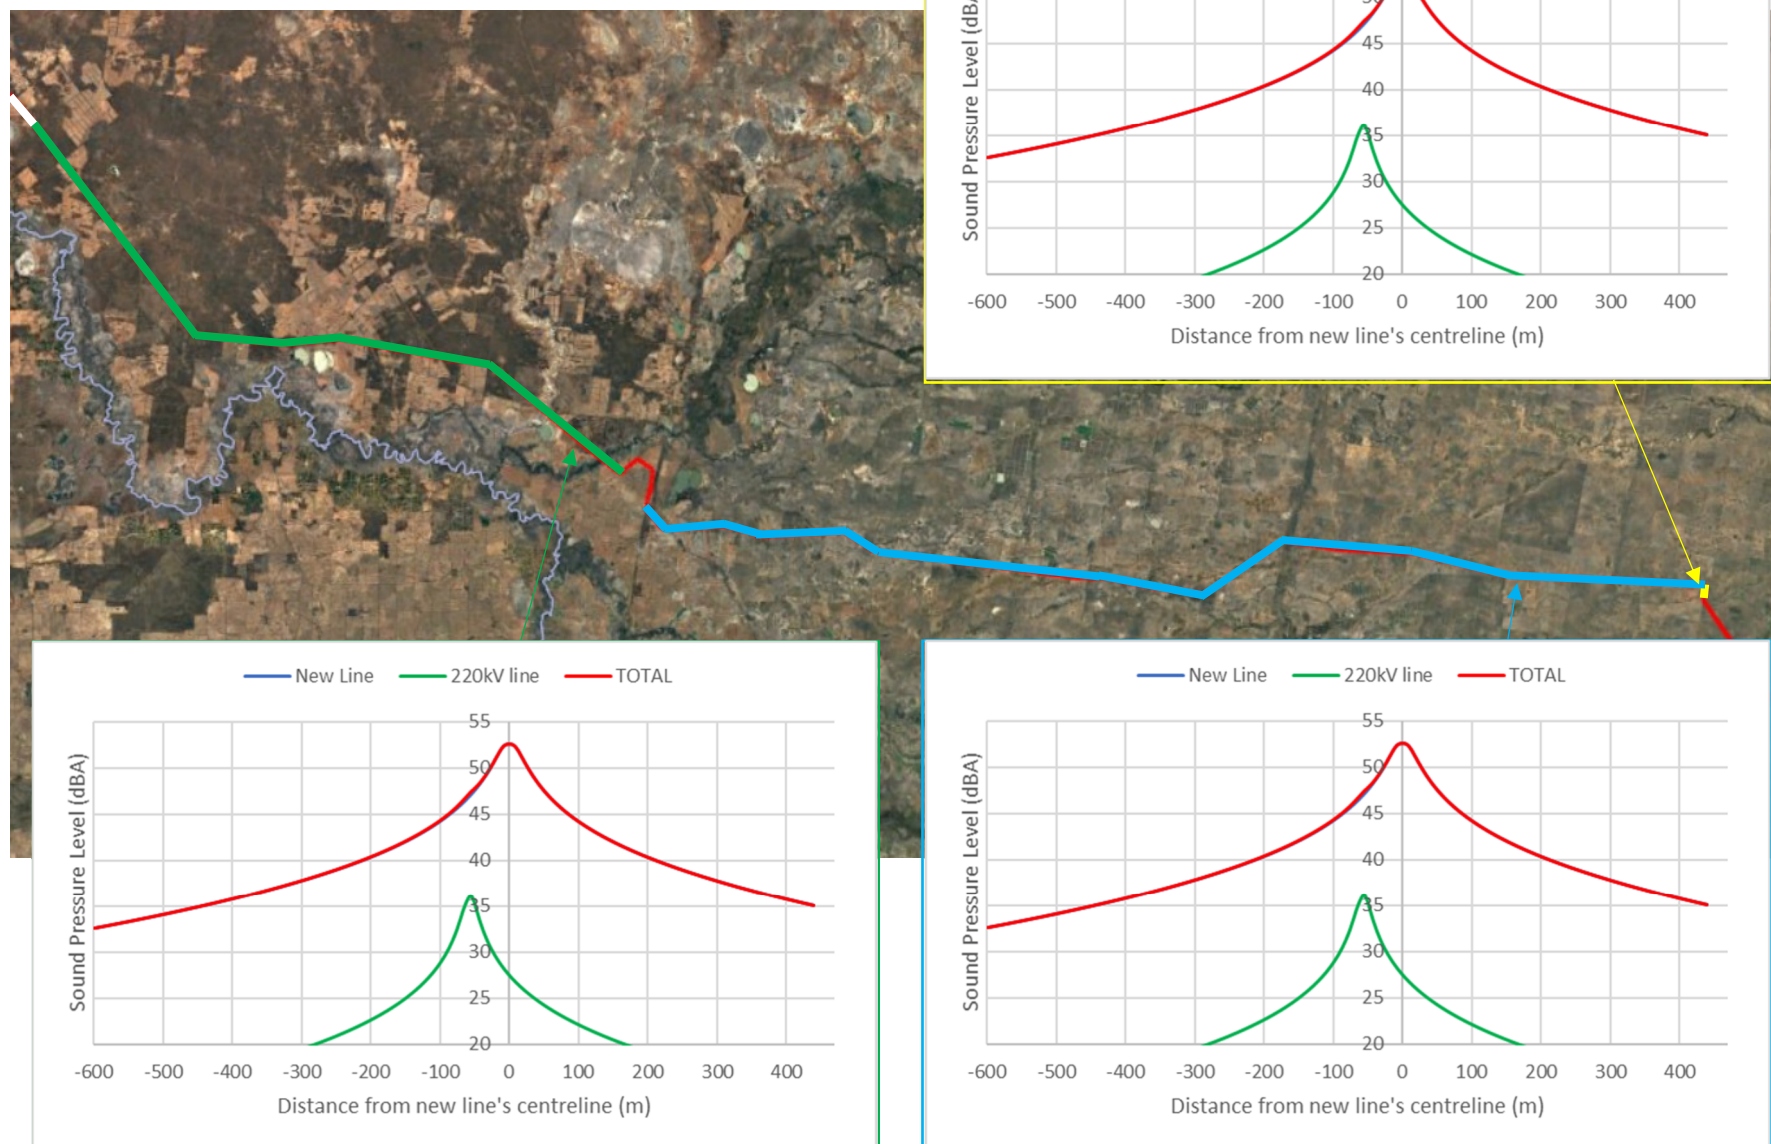 50
45
40
35
30
25
20
-600 -500 -400 -300 -200 -100 0 100 200 300 400
Sound Pressure Level (dBA
Distance from new line's centreline (m)
New Line 220kV line TOTAL
55
50
45
40
35
30
25
20
-600 -500 -400 -300 -200 -100 0 100 200 300 400
Sound Pressure Level (dBA)
Distance from new line's centreline (m)
New Line 220kV line TOTAL
55
50
45
40
35
30
25
20
-600 -500 -400 -300 -200 -100 0 100 200 300 400
Sound Pressure Level (dBA)
Distance from new line's centreline (m)